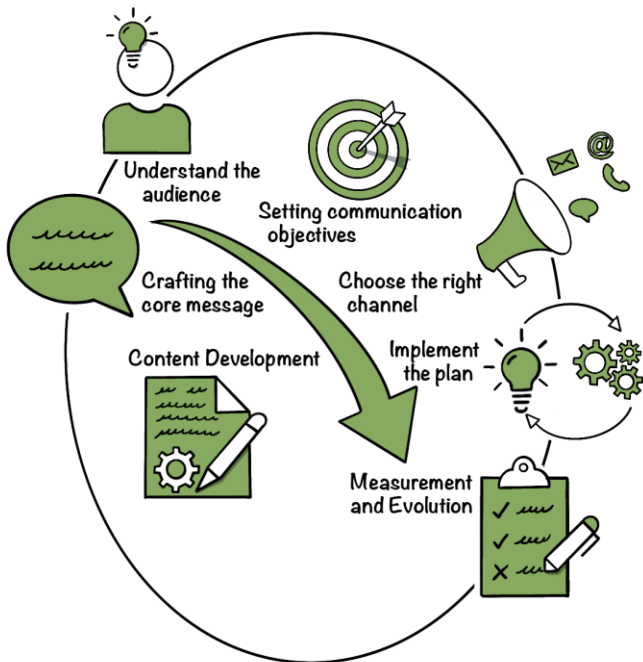 Understand the
audience
Setting communication
objectives
@
Crafting the
core message
Choose the right
channel
Content Development
Implement
the plan
Measurement
and Evolution